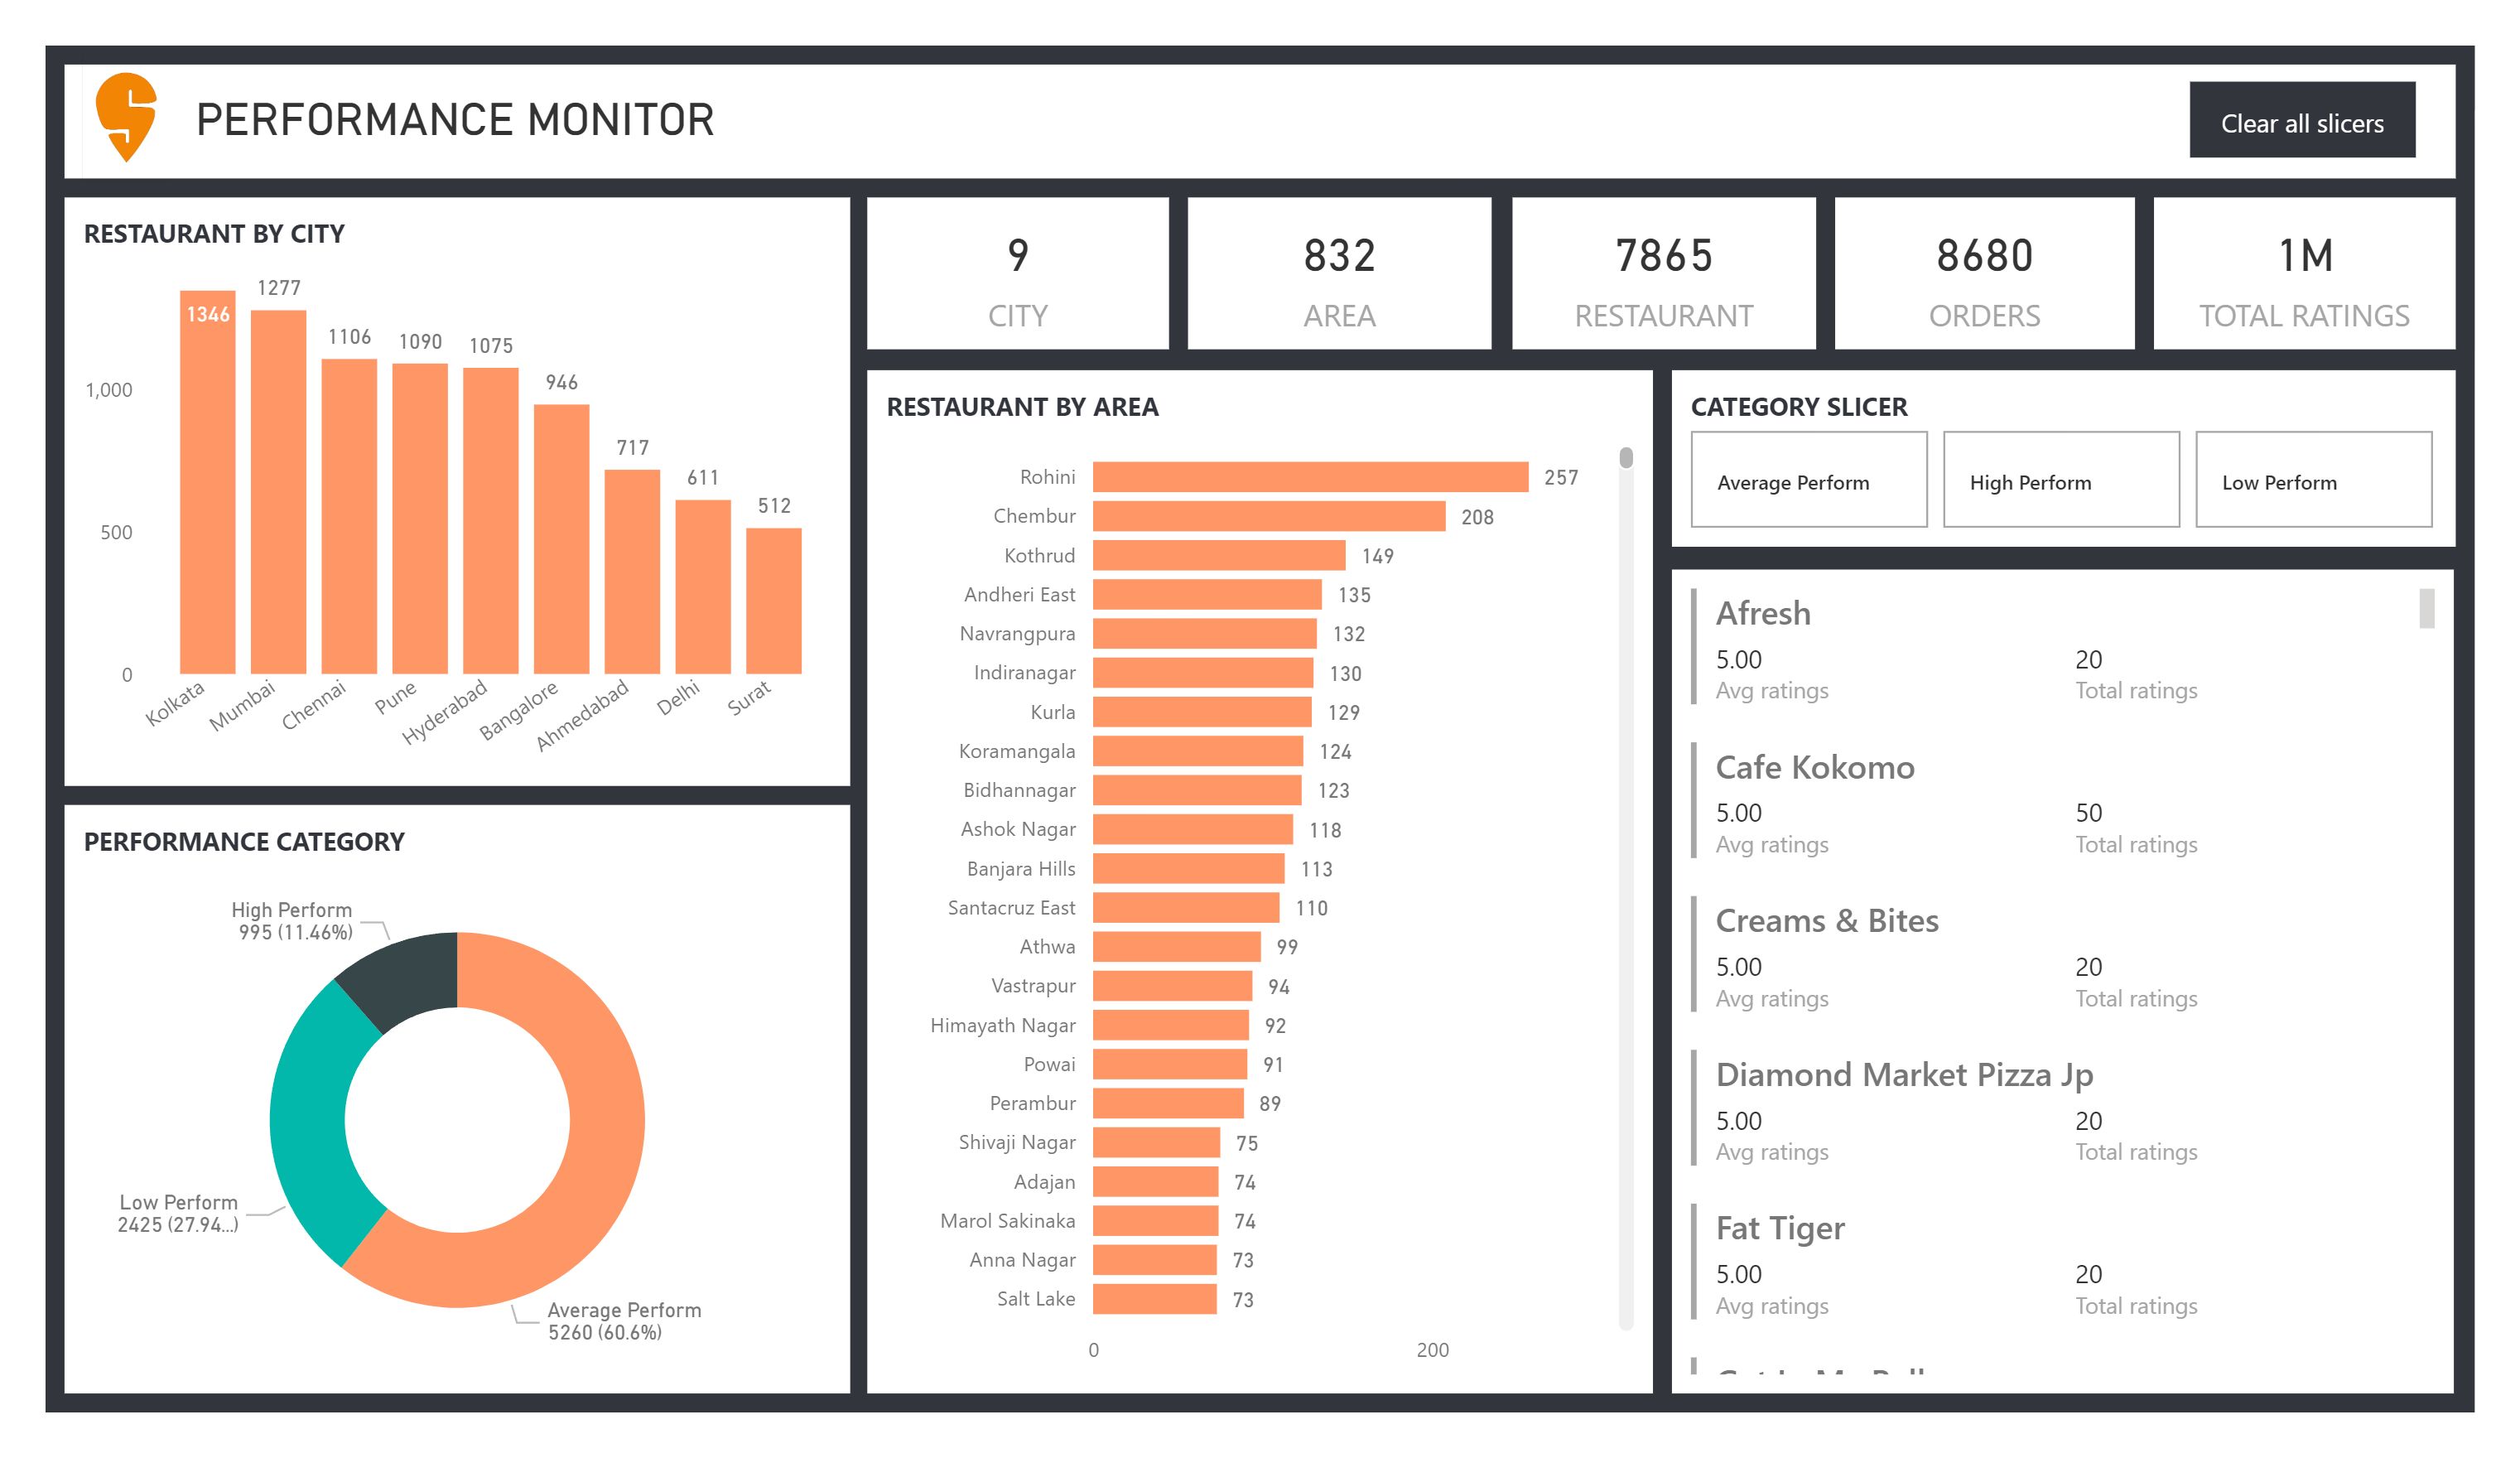 PERFORMANCE MONITOR
Clear all slicers
RESTAURANT BY CITY
1346
1277
1106
1090
1075
946
717
611
512
1,000
500
0
Kolkata
Mumbai
Chennai
Pune
Hyderabad
Bangalore
Ahmedabad
Delhi
Surat
9
CITY
832
AREA
7865
RESTAURANT
8680
ORDERS
1M
TOTAL RATINGS
PERFORMANCE CATEGORY
High Perform
995 (11.46%)
Low Perform
2425 (27.94...)
Average Perform
5260 (60.6%)
RESTAURANT BY AREA
Rohini 257
Chembur 208
Kothrud 149
Andheri East 135
Navrangpura 132
Indiranagar 130
Kurla 129
Koramangala 124
Bidhannagar 123
Ashok Nagar 118
Banjara Hills 113
Santacruz East 110
Athwa 99
Vastrapur 94
Himayath Nagar 92
Powai 91
Perambur 89
Shivaji Nagar 75
Adajan 74
Marol Sakinaka 74
Anna Nagar 73
Salt Lake 73
0 200
CATEGORY SLICER
Average Perform
High Perform
Low Perform
Afresh
5.00 20
Avg ratings Total ratings
Cafe Kokomo
5.00 50
Avg ratings Total ratings
Creams & Bites
5.00 20
Avg ratings Total ratings
Diamond Market Pizza Jp
5.00 20
Avg ratings Total ratings
Fat Tiger
5.00 20
Avg ratings Total ratings